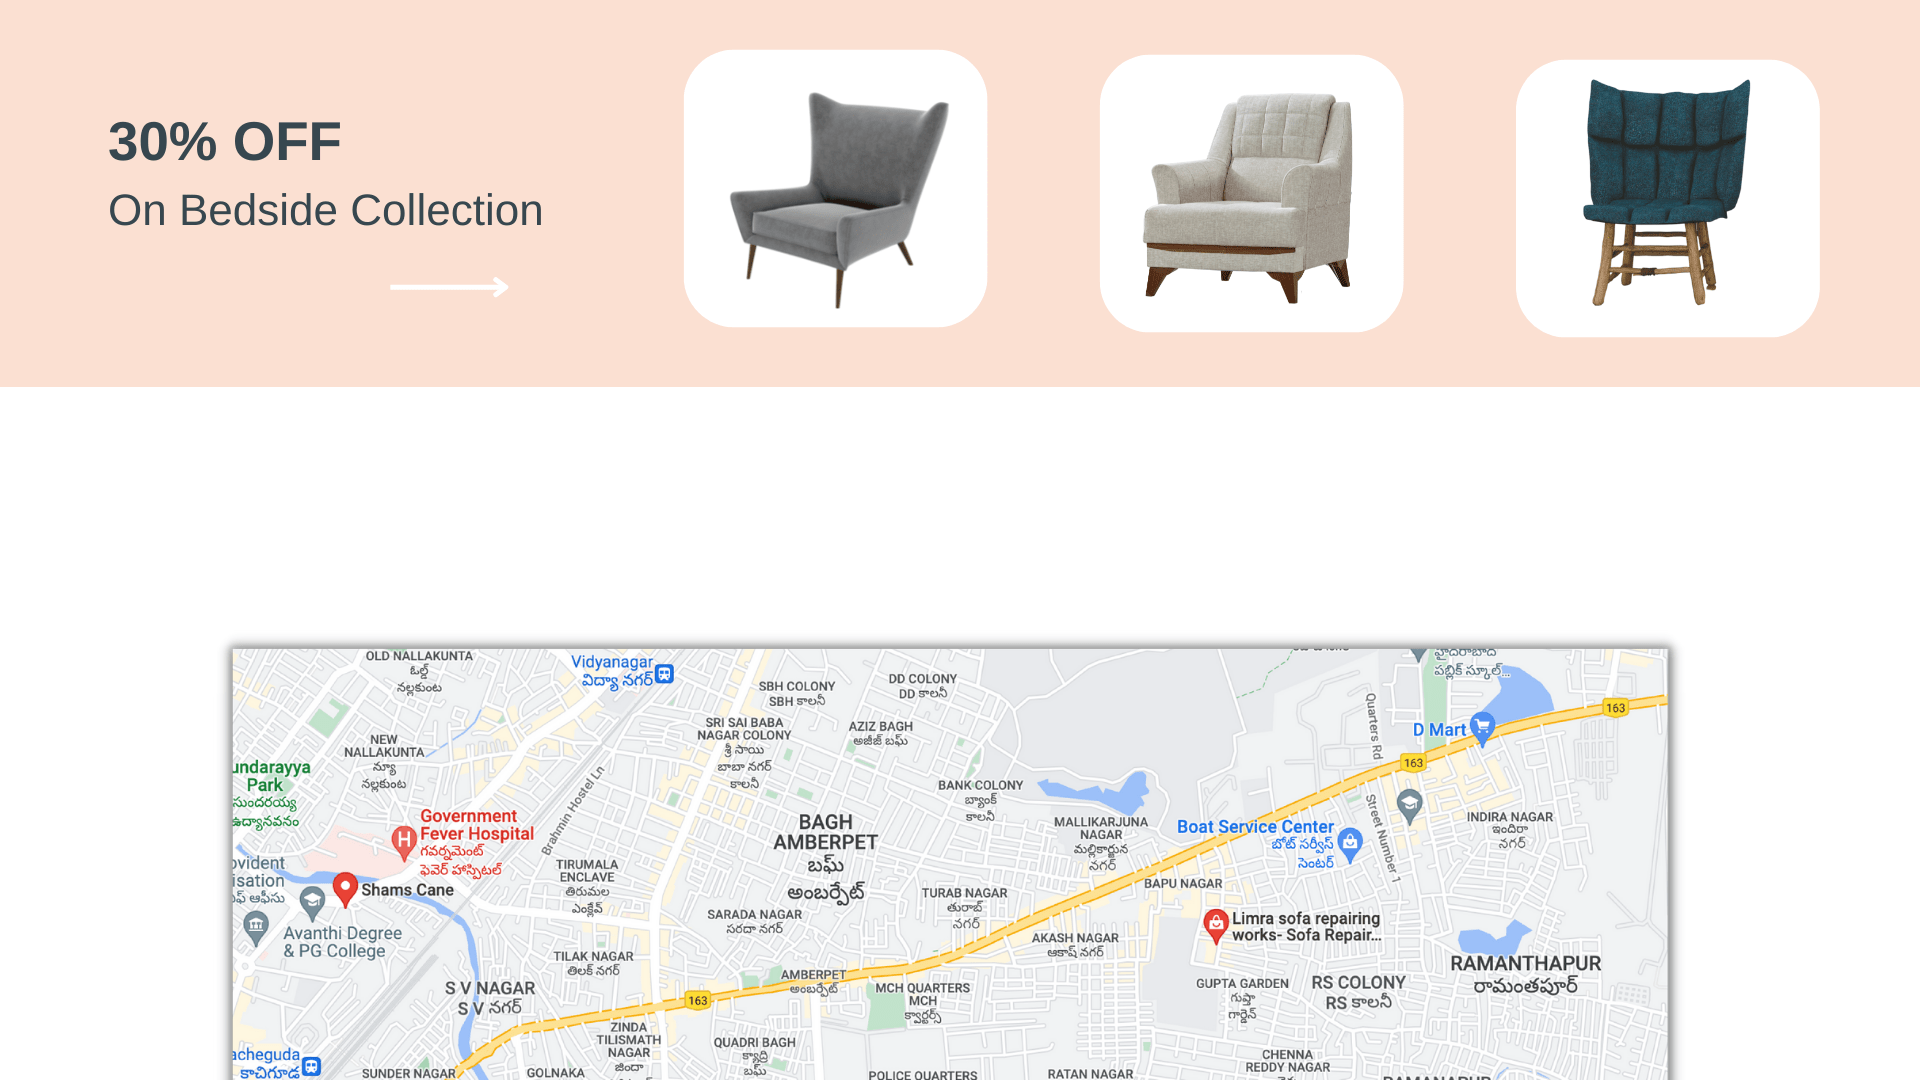 30% OFF
On Bedside Collection
OLD NALLAKUNTA
ఓల్డ్
నల్లకుంట
Vidyanagar
విద్యా నగర్
SBH COLONY
SBH కాలనీ
DD COLONY
DD కాలనీ
హైదరాబాద్
పబ్లిక్ స్కూల్...
SRI SAI BABA
NAGAR COLONY
శ్రీ సాయి
బాబా నగర్
కాలనీ
AZIZ BAGH
అజీజ్ బఘ్
Quarters Rd
163
D Mart
163
NEW
NALLAKUNTA
న్యూ
నల్లకుంట
undarayya
Park
సుందరయ్య
ఉద్యానవనం
Brahmin Hostel Ln
BANK COLONY
బ్యాంక్
కాలనీ
Street Number 1
Government
Fever Hospital
గవర్నమెంట్
ఫెవెర్ హాస్పిటల్
BAGH
AMBERPET
బఘ్
అంబర్పేట్
MALLIKARJUNA
NAGAR
మల్లికార్జున
నగర్
Boat Service Center
బోట్ సర్వీస్
సెంటర్
INDIRA NAGAR
ఇందిరా
నగర్
ovident
isation
ఫ్ ఆఫీసు
Shams Cane
TIRUMALA
ENCLAVE
తిరుమల
ఎంక్లేవ్
TURAB NAGAR
తురాబ్
నగర్
BAPU NAGAR
Avanthi Degree
& PG College
SARADA NAGAR
సరదా నగర్
Limra sofa repairing
works- Sofa Repair...
AKASH NAGAR
ఆకాష్ నగర్
TILAK NAGAR
తిలక్ నగర్
RAMANTHAPUR
రామంతపూర్
S V NAGAR
S V నగర్
AMBERPET
అంబర్పేట్
163
MCH QUARTERS
MCH
క్వార్టర్స్
GUPTA GARDEN
గుప్తా
గార్డెన్
RS COLONY
RS కాలనీ
ZINDA
TILISMATH
NAGAR
జిందా
QUADRI BAGH
క్వాద్రి
బఘ్
acheguda
కాచిగూడ
SUNDER NAGAR
GOLNAKA
POLICE QUARTERS
RATAN NAGAR
CHENNA
REDDY NAGAR